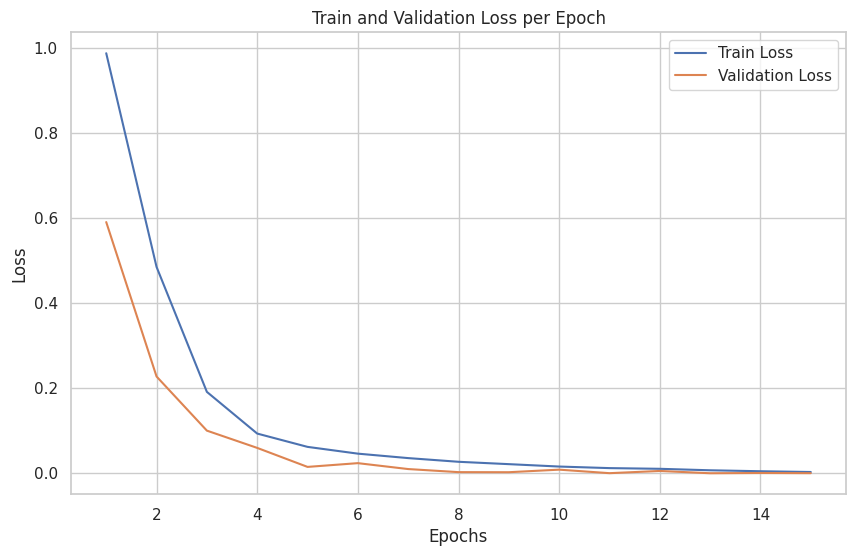 Train and Validation Loss per Epoch
Train Loss
Validation Loss
Loss
1.0
0.8
0.6
0.4
0.2
0.0
2 4 6 8 10 12 14
Epochs